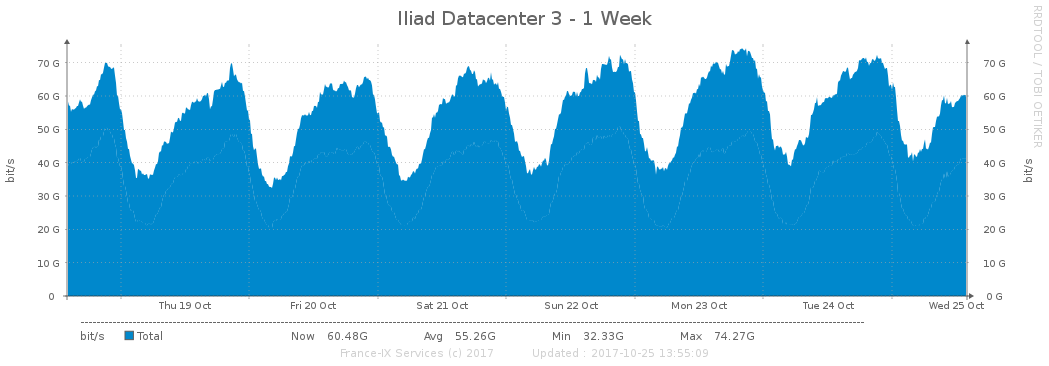 Iliad Datacenter 3 - 1 Week
RRDTOOL / TOBI OETIKER
bit/s
70 G 70 G
60 G 60 G
50 G 50 G
40 G 40 G
30 G 30 G
20 G 20 G
10 G 10 G
0 0 G
bit/s
Thu 19 Oct Fri 20 Oct Sat 21 Oct Sun 22 Oct Mon 23 Oct Tue 24 Oct Wed 25 Oct
bit/s Total Now 60.48G Avg 55.26G Min 32.33G Max 74.27G
France-IX Services (c) 2017 Updated : 2017-10-25 13:55:09